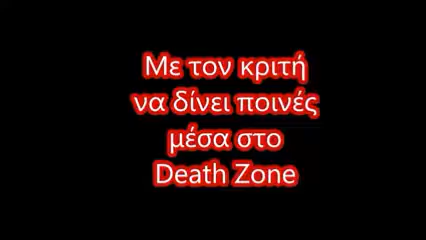 Με τον κριτή
να δίνει ποινές
μέσα στο
Death Zone